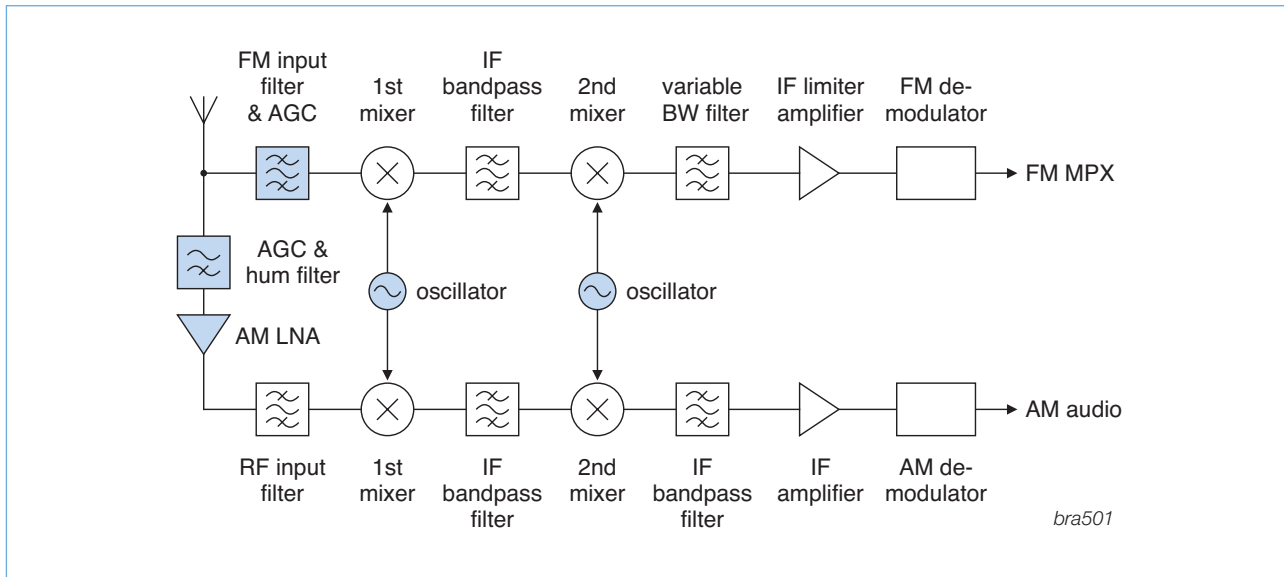 FM input
filter
& AGC
1st
mixer
IF
bandpass
filter
2nd
mixer
variable
BW filter
IF limiter
amplifier
FM de-
modulator
FM MPX
AGC &
hum filter
oscillator
oscillator
AM LNA
AM audio
RF input
filter
1st
mixer
IF
bandpass
filter
2nd
mixer
IF
bandpass
filter
IF
amplifier
AM de-
modulator
bra501